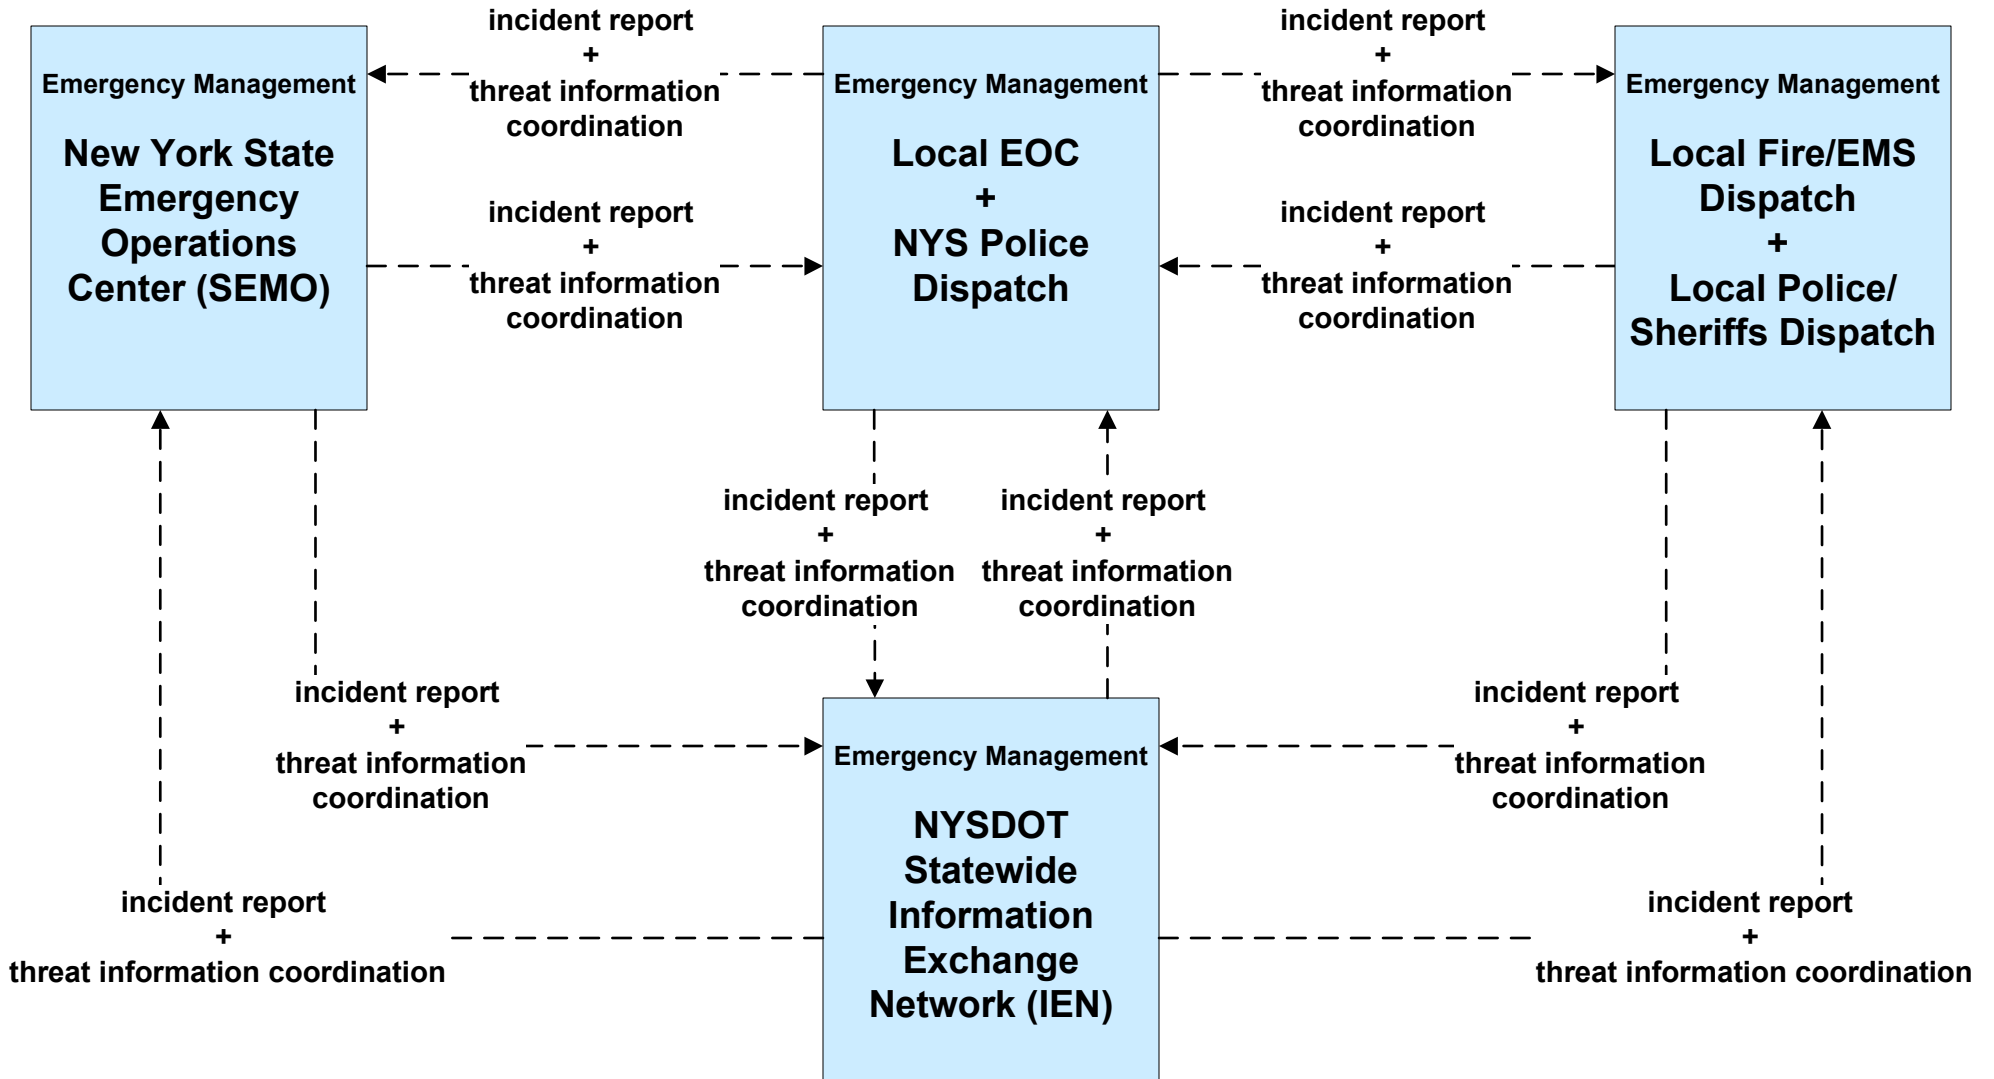 incident report
+
threat information
coordination
incident report
+
threat information
coordination
Emergency Management
New York State
Emergency
Operations
Center (SEMO)
Emergency Management
Local EOC
+
NYS Police
Dispatch
Emergency Management
Local Fire/EMS
Dispatch
+
Local Police/
Sheriffs Dispatch
incident report
+
threat information
coordination
incident report
+
threat information
coordination
incident report
+
threat information
coordination
incident report
+
threat information
coordination
incident report
+
threat information
coordination
incident report
+
threat information
coordination
Emergency Management
NYSDOT
Statewide
Information
Exchange
Network (IEN)
incident report
+
threat information coordination
incident report
+
threat information coordination